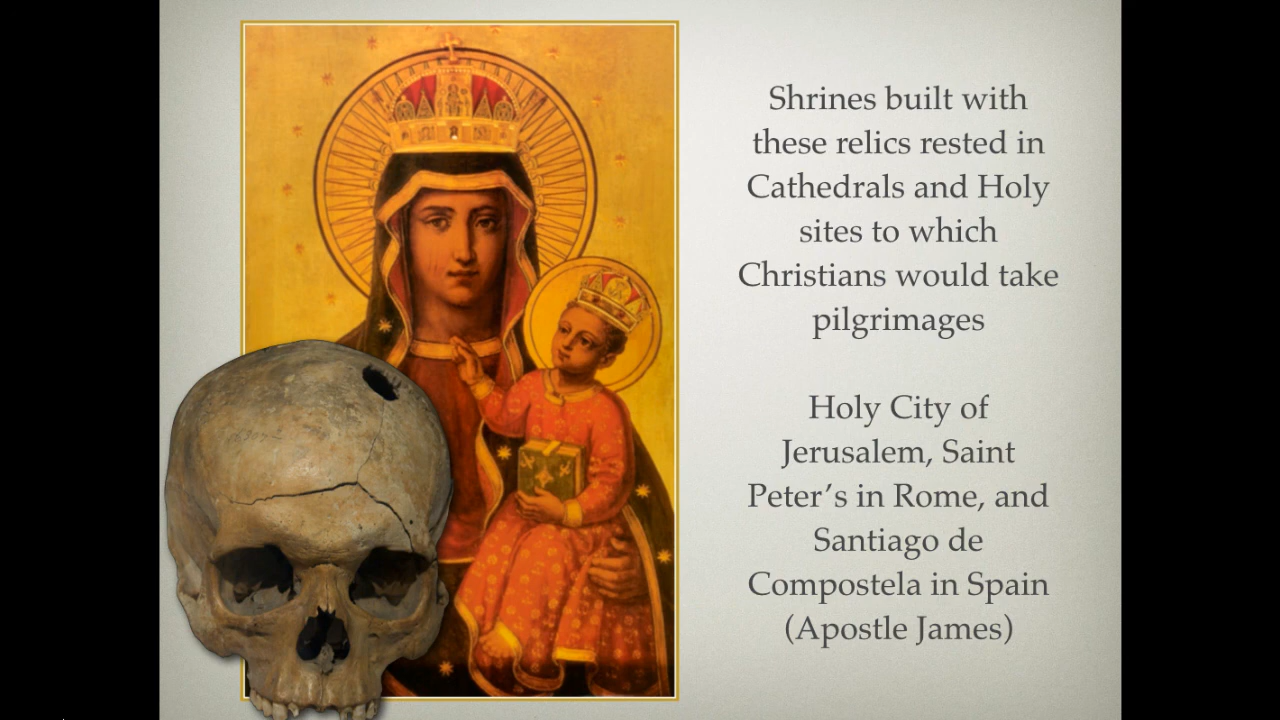 Shrines built with
these relics rested in
Cathedrals and Holy
sites to which
Christians would take
pilgrimages
Holy City of
Jerusalem, Saint
Peter’s in Rome, and
Santiago de
Compostela in Spain
(Apostle James)